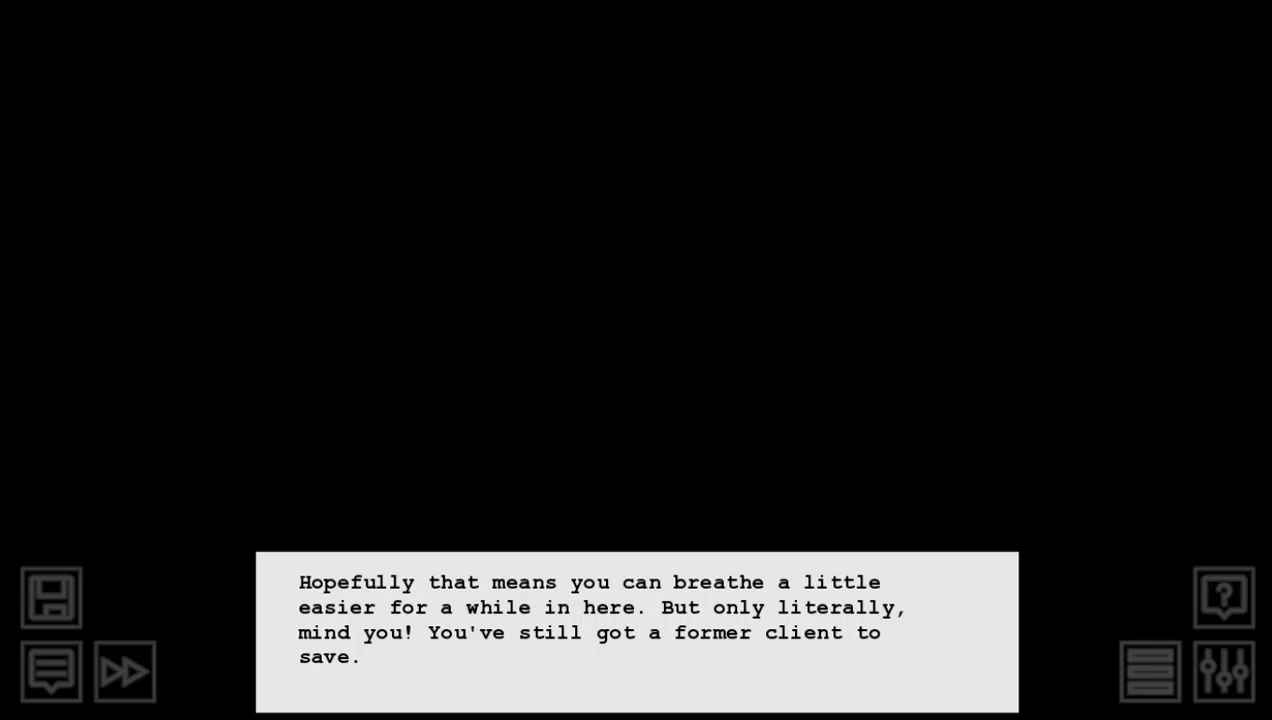 Hopefully that means you can breathe a little
easier for a while in here. But only literally,
mind you! You've still got a former client to
save.
?